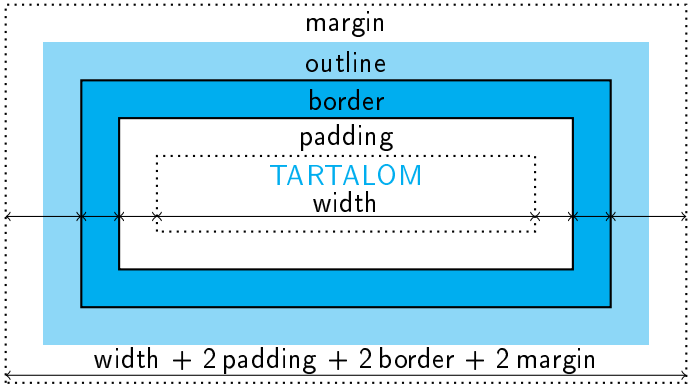 margin
outline
border
padding
TARTALOM
width
width + 2 padding + 2 border + 2 margin